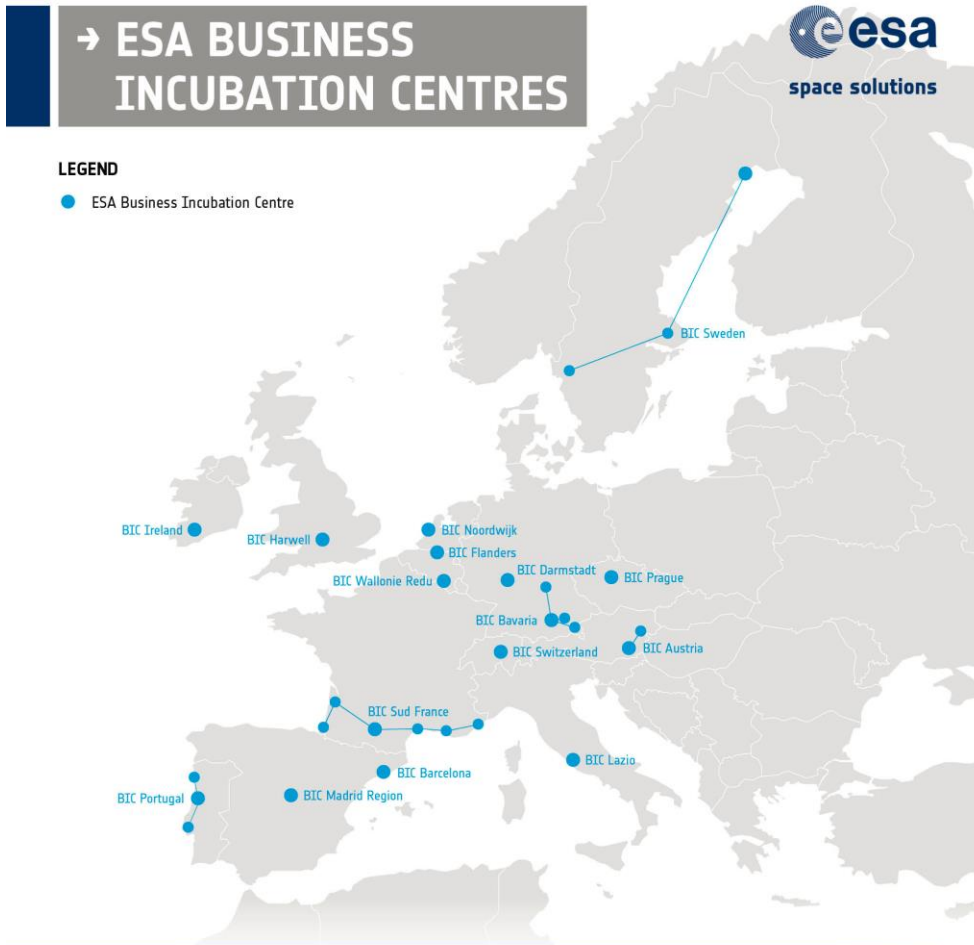 → ESA BUSINESS
INCUBATION CENTRES
esa
space solutions
LEGEND
ESA Business Incubation Centre
BIC Sweden
BIC Ireland
BIC Harwell
BIC Noordwijk
BIC Flanders
BIC Darmstadt
BIC Wallonie Redu
BIC Prague
BIC Bavaria
BIC Switzerland
BIC Austria
BIC Sud France
BIC Lazio
BIC Barcelona
BIC Portugal
BIC Madrid Region